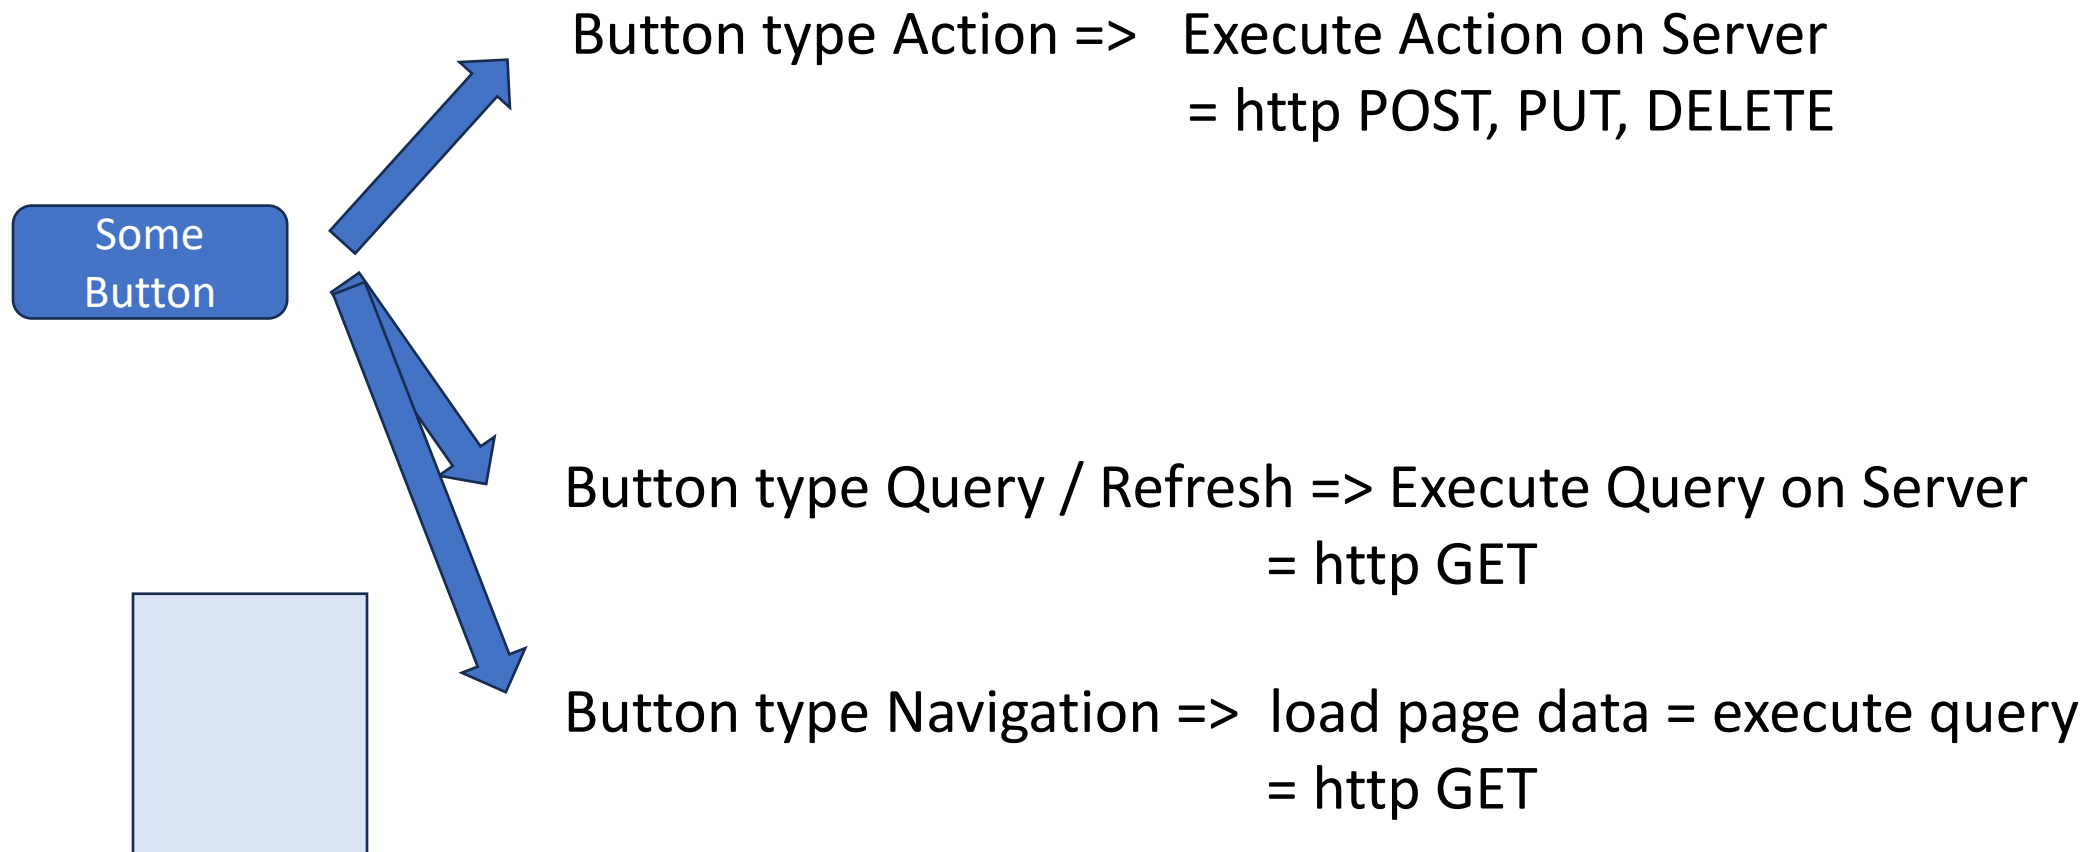 Button type Action => Execute Action on Server
= http POST, PUT, DELETE
Some
Button
Button type Query / Refresh => Execute Query on Server
= http GET
Button type Navigation => load page data = execute query
= http GET